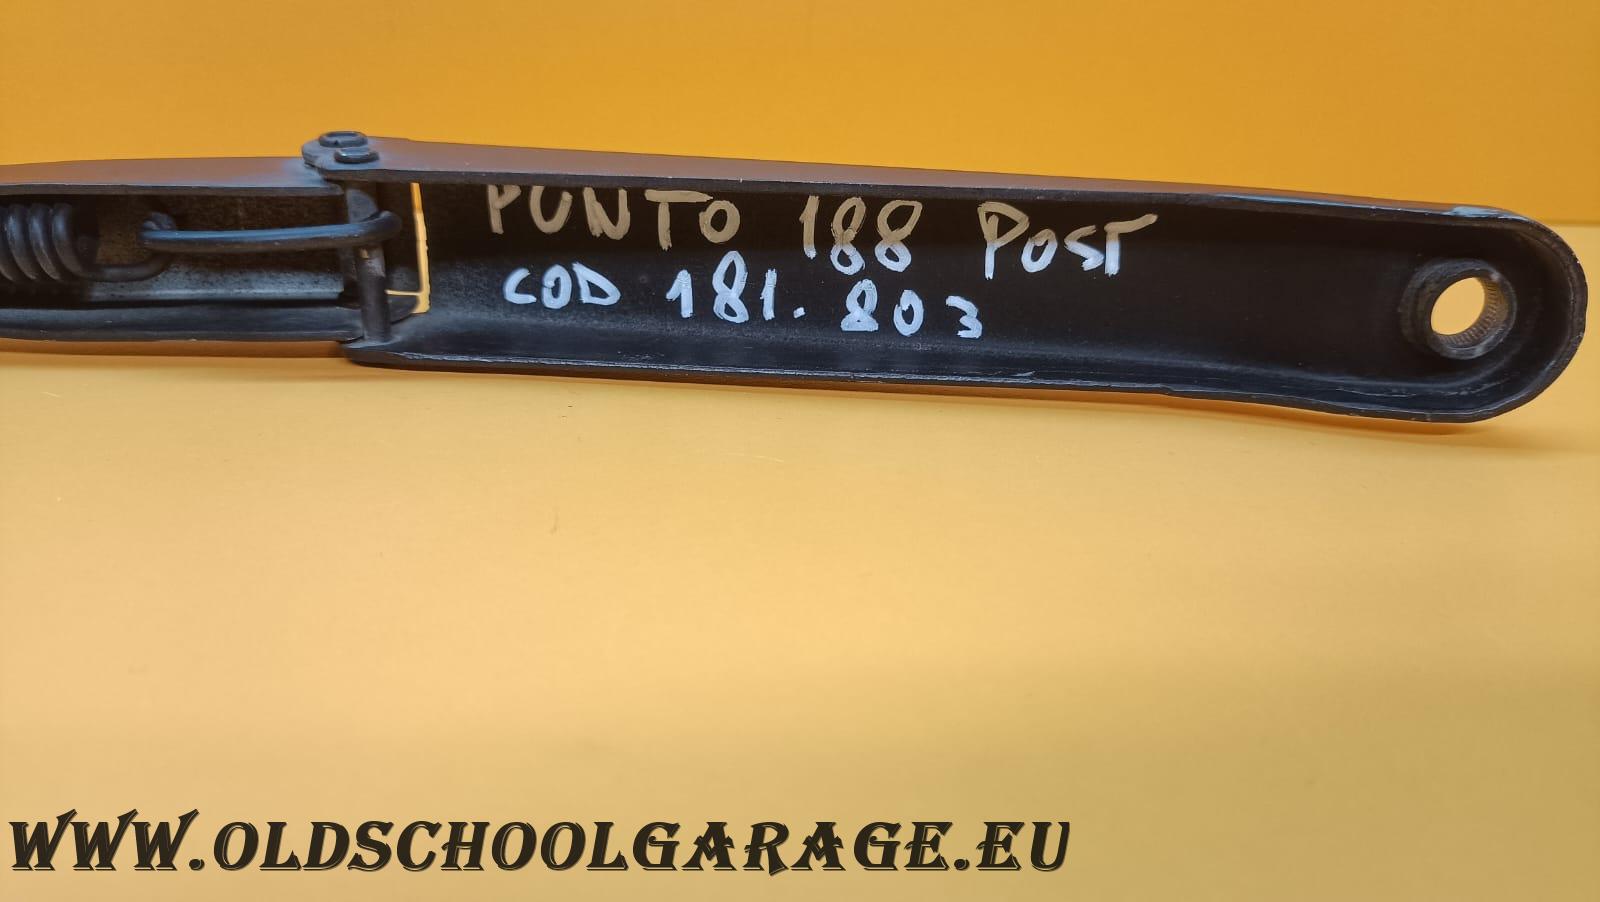 PUNTO 188 POST
COD 181.803
WWW.OLDSCHOOLGARAGE.EU